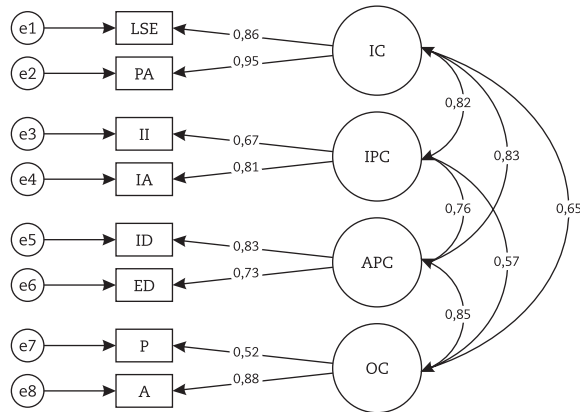 e1 LSE 0,86 IC
e2 PA 0,95
0,82
e3 II 0,67 IPC 0,83
e4 IA 0,81
0,76 0,65
e5 ID 0,83 APC 0,57
e6 ED 0,73
0,85
e7 P 0,52 OC
e8 A 0,88